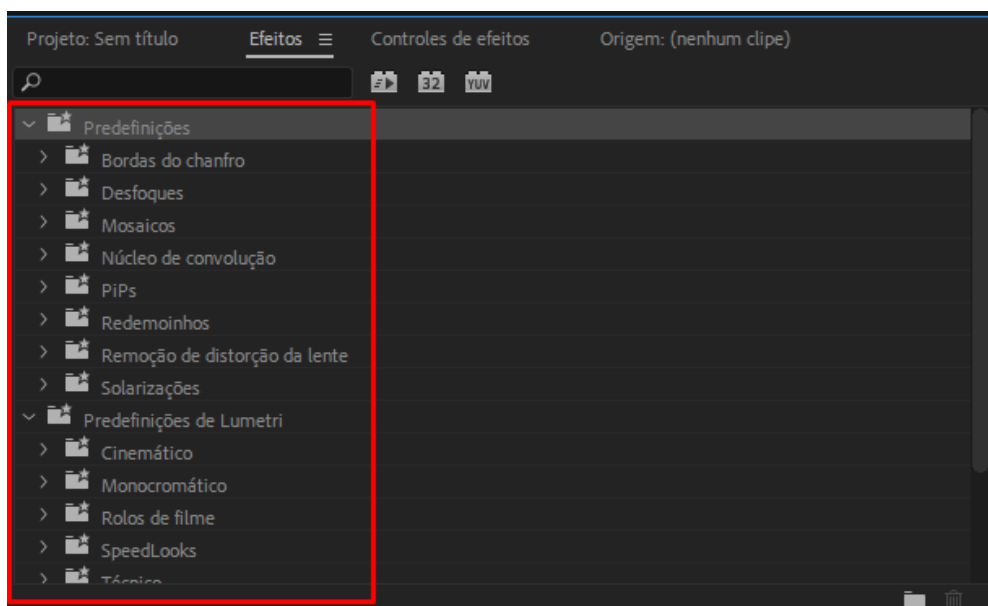 Projeto: Sem título Efeitos Controles de efeitos Origem: (nenhum clipe)
32 YUV
Predefinições
Bordas do chanfro
Desfoques
Mosaicos
Núcleo de convolução
PiPs
Redemoinhos
Remoção de distorção da lente
Solarizações
Predefinições de Lumetri
Cinemático
Monocromático
Rolos de filme
SpeedLooks
Técnico